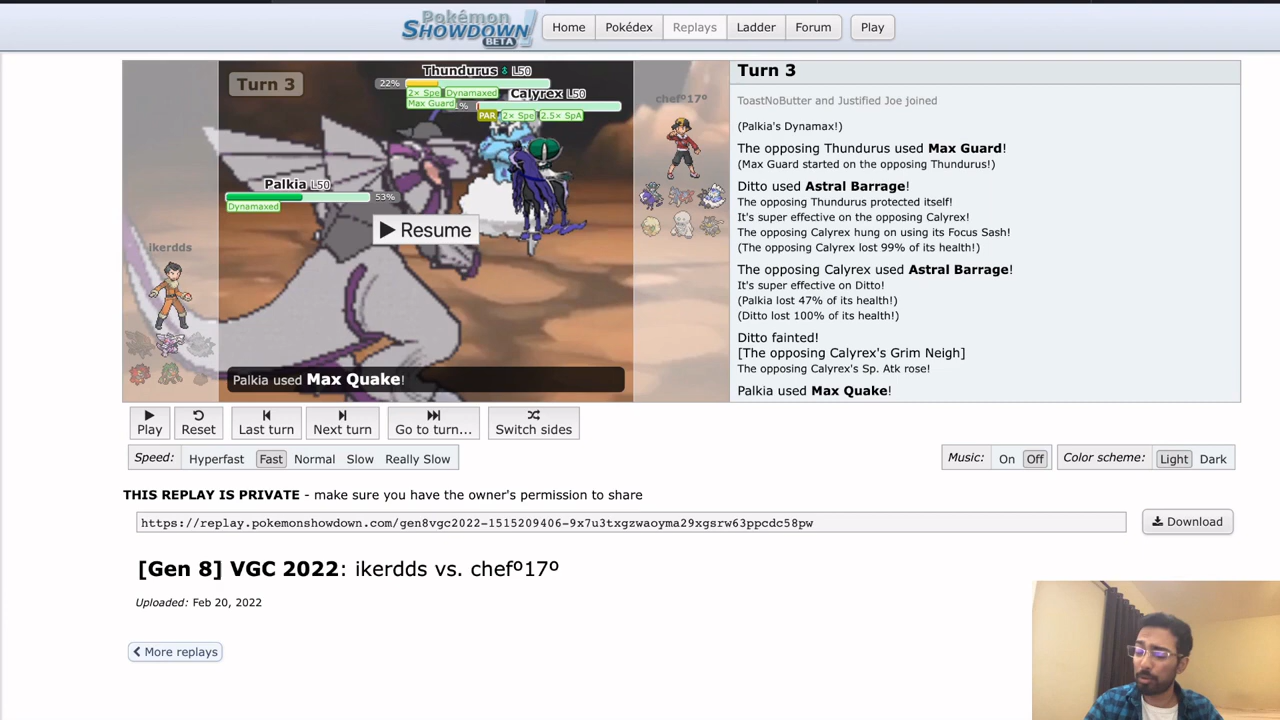 Pokémon
SHOWDOWN!
BETA
Home
Pokédex
Replays
Ladder
Forum
Play
Turn 3
Thundurus ♂ L50
22%
2× Spe
Dynamaxed
Max Guard
Calyrex L50
1%
PAR
2× Spe
2.5× SpA
chefº17º
Palkia L50
53%
Dynamaxed
Resume
ikerdds
Palkia used Max Quake!
Turn 3
ToastNoButter and Justified Joe joined
(Palkia's Dynamax!)
The opposing Thundurus used Max Guard!
(Max Guard started on the opposing Thundurus!)
Ditto used Astral Barrage!
The opposing Thundurus protected itself!
It's super effective on the opposing Calyrex!
The opposing Calyrex hung on using its Focus Sash!
(The opposing Calyrex lost 99% of its health!)
The opposing Calyrex used Astral Barrage!
It's super effective on Ditto!
(Palkia lost 47% of its health!)
(Ditto lost 100% of its health!)
Ditto fainted!
[The opposing Calyrex's Grim Neigh]
The opposing Calyrex's Sp. Atk rose!
Palkia used Max Quake!
Play
Reset
Last turn
Next turn
Go to turn...
Switch sides
Speed: Hyperfast Fast Normal Slow Really Slow
Music: On Off
Color scheme: Light Dark
THIS REPLAY IS PRIVATE - make sure you have the owner's permission to share
https://replay.pokemonshowdown.com/gen8vgc2022-1515209406-9x7u3txgzwaoyma29xgsrw63ppcdc58pw
Download
[Gen 8] VGC 2022: ikerdds vs. chefº17º
Uploaded: Feb 20, 2022
More replays